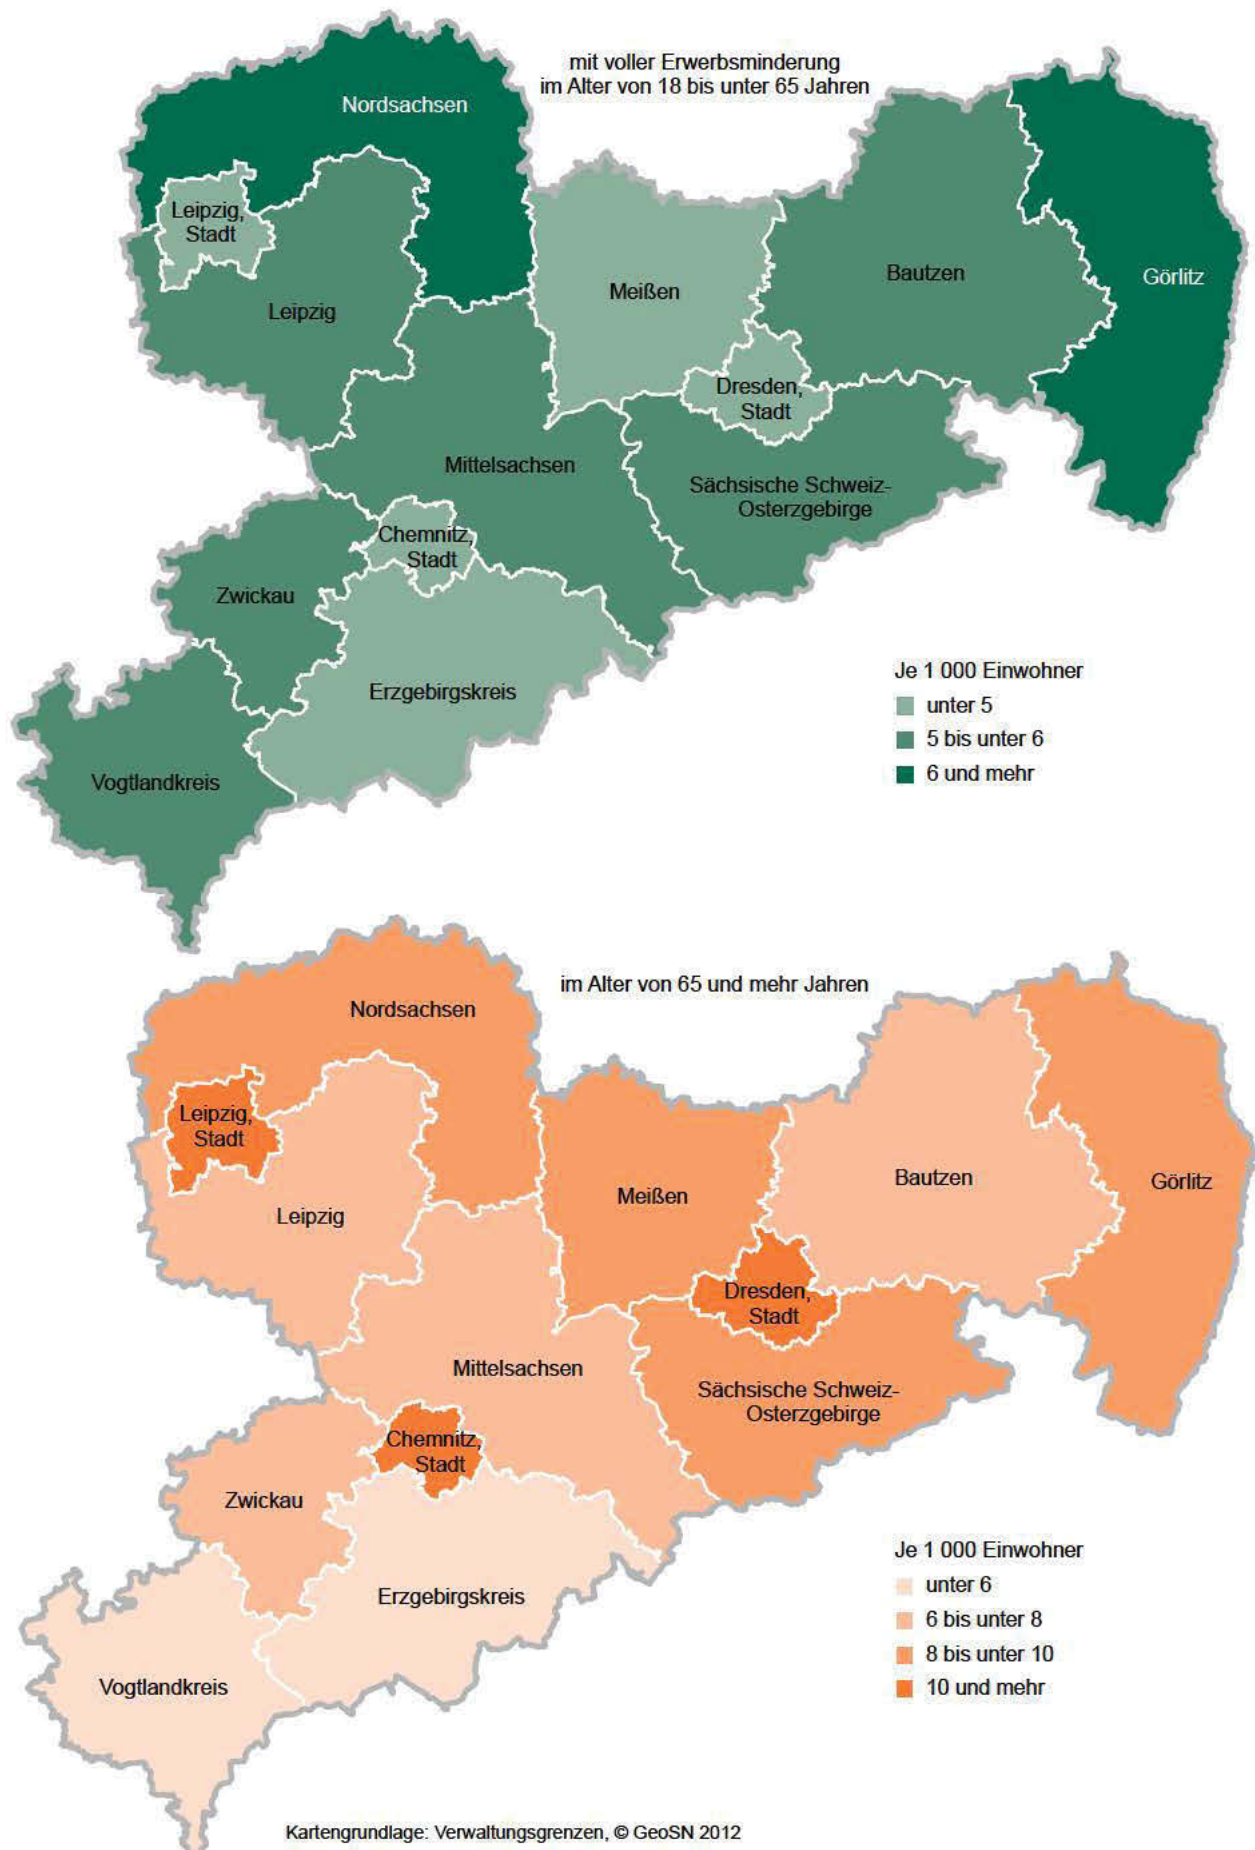 mit voller Erwerbsminderung
im Alter von 18 bis unter 65 Jahren
Nordsachsen
Leipzig,
Stadt
Leipzig
Meißen
Bautzen
Görlitz
Dresden,
Stadt
Mittelsachsen
Sächsische Schweiz-
Osterzgebirge
Chemnitz,
Stadt
Zwickau
Erzgebirgskreis
Vogtlandkreis
Je 1 000 Einwohner
unter 5
5 bis unter 6
6 und mehr
im Alter von 65 und mehr Jahren
Nordsachsen
Leipzig,
Stadt
Leipzig
Meißen
Bautzen
Görlitz
Dresden,
Stadt
Mittelsachsen
Sächsische Schweiz-
Osterzgebirge
Chemnitz,
Stadt
Zwickau
Erzgebirgskreis
Vogtlandkreis
Je 1 000 Einwohner
unter 6
6 bis unter 8
8 bis unter 10
10 und mehr
Kartengrundlage: Verwaltungsgrenzen, © GeoSN 2012